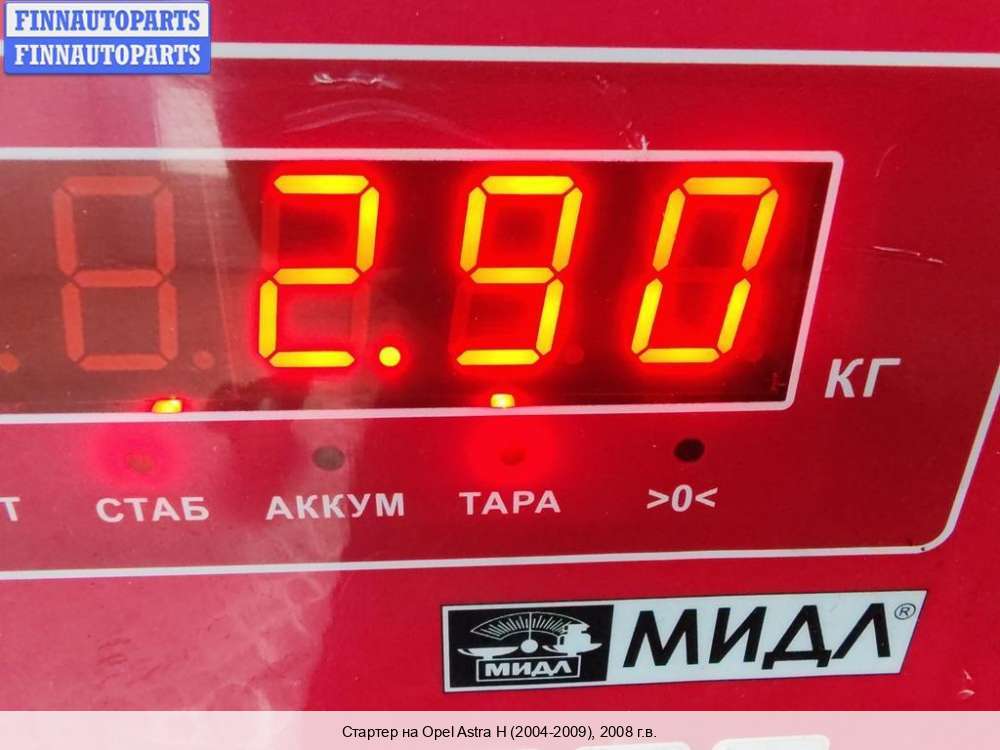 FINNAUTOPARTS
FINNAUTOPARTS
2.90
КГ
Т СТАБ АККУМ ТАРА >0<
МИДЛ МИДЛ®
Стартер на Opel Astra H (2004-2009), 2008 г.в.